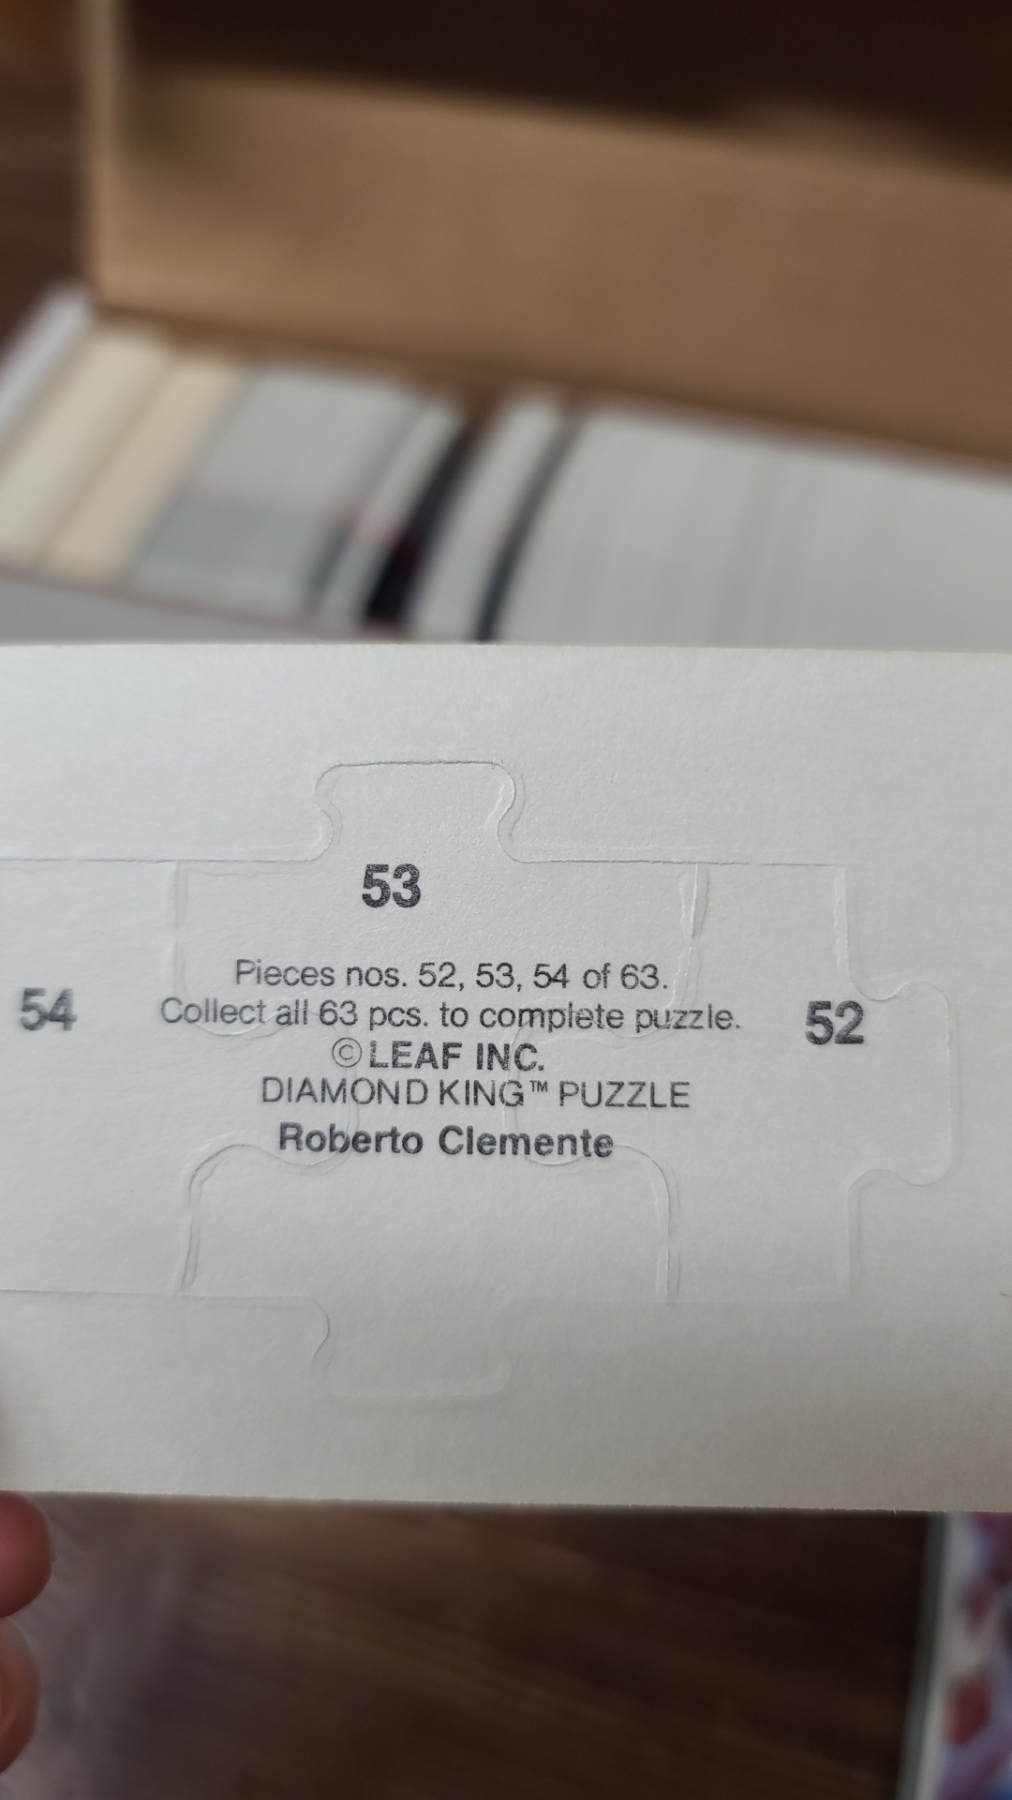 53
54
52
Pieces nos. 52, 53, 54 of 63.
Collect all 63 pcs. to complete puzzle.
© LEAF INC.
DIAMOND KING™ PUZZLE
Roberto Clemente